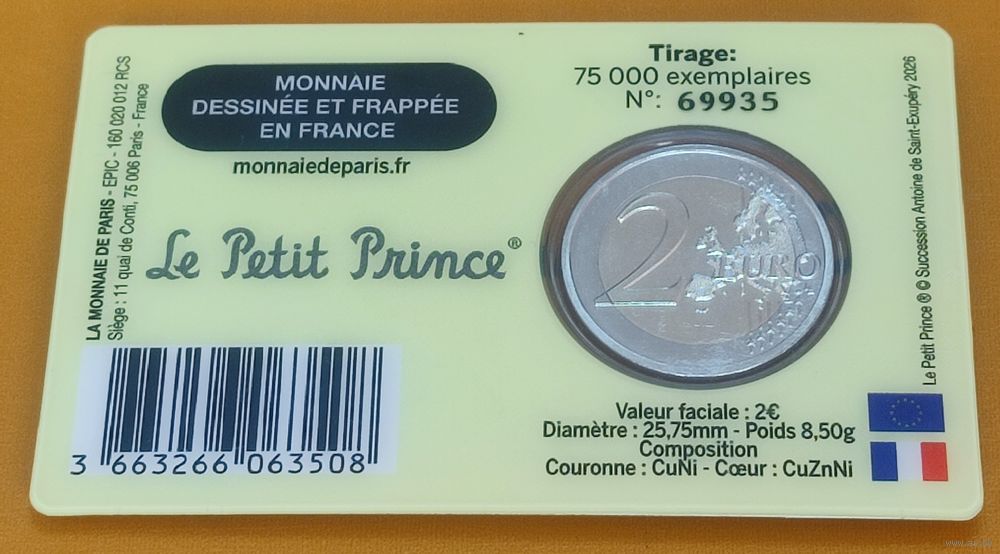 LA MONNAIE DE PARIS - EPIC - 160 020 012 RCS
Siège : 11 quai de Conti, 75 006 Paris - France
MONNAIE
DESSINÉE ET FRAPPÉE
EN FRANCE
monnaiedeparis.fr
Le Petit Prince®
3 663266 063508
Tirage:
75 000 exemplaires
N°: 69935
2 EURO
Valeur faciale : 2€
Diamètre : 25,75mm - Poids 8,50g
Composition
Couronne : CuNi - Cœur : CuZnNi
Le Petit Prince ® © Succession Antoine de Saint-Exupéry 2026